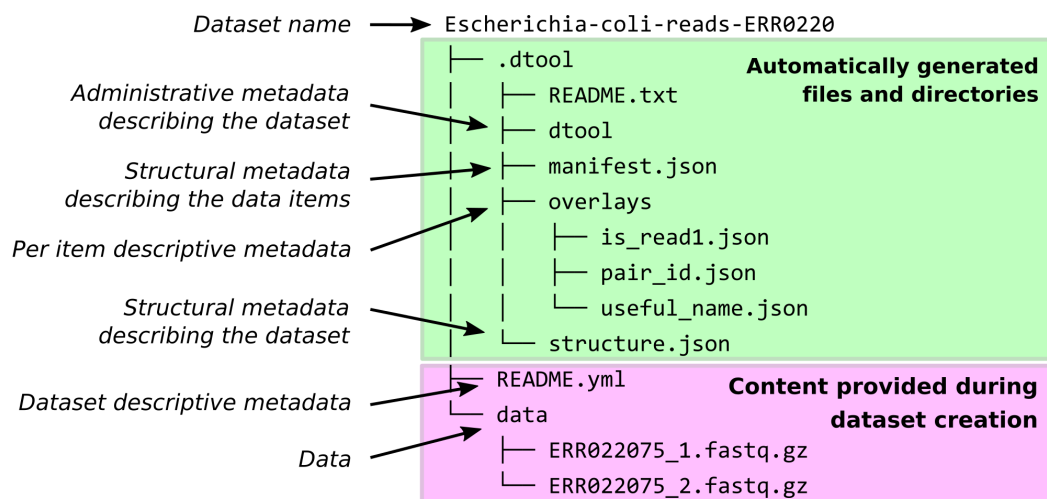 Dataset name
Escherichia-coli-reads-ERR0220
.dtool
Automatically generated
files and directories
README.txt
Administrative metadata
describing the dataset
dtool
Structural metadata
describing the data items
manifest.json
overlays
Per item descriptive metadata
is_read1.json
pair_id.json
useful_name.json
Structural metadata
describing the dataset
structure.json
README.yml
Content provided during
dataset creation
Dataset descriptive metadata
data
Data
ERR022075_1.fastq.gz
ERR022075_2.fastq.gz